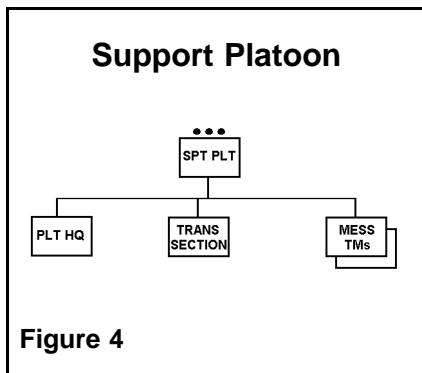 Support Platoon
SPT PLT
PLT HQ
TRANS
SECTION
MESS
TMs
Figure 4